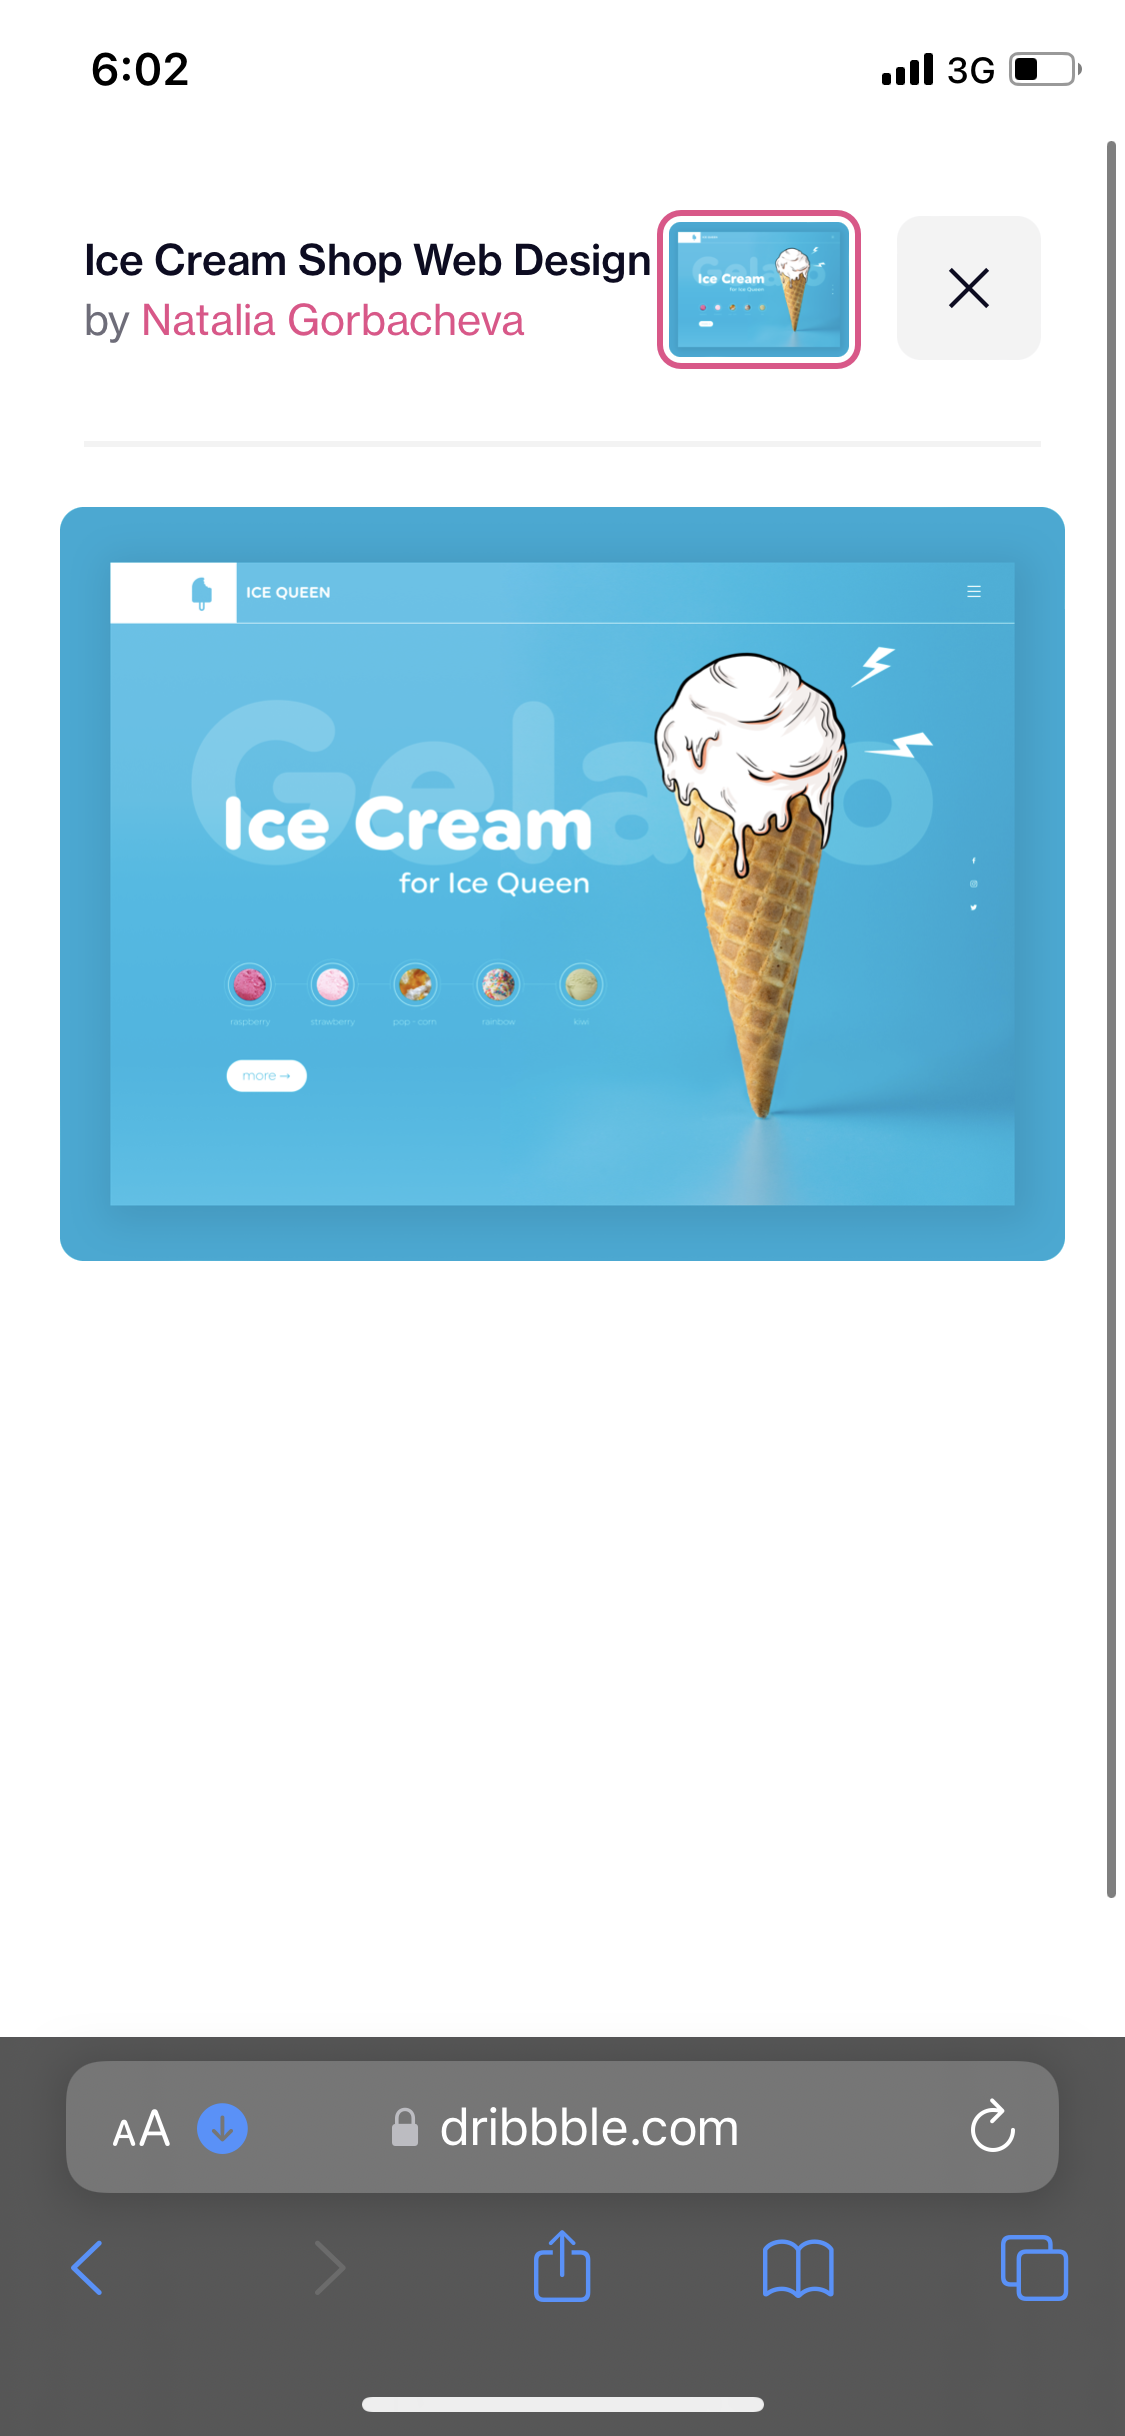 6:02
3G
Ice Cream Shop Web Design
by Natalia Gorbacheva
ICE QUEEN
Gelato
Ice Cream
for Ice Queen
raspberry strawberry pop - corn rainbow kiwi
more →
AA dribbble.com